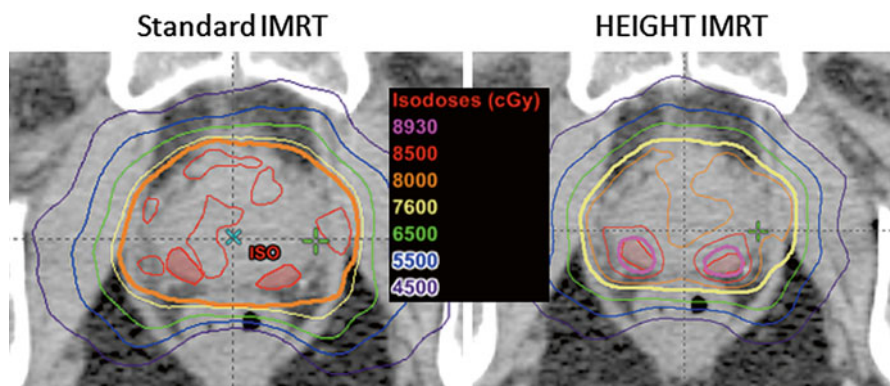 Standard IMRT
HEIGHT IMRT
Isodoses (cGy)
8930
8500
8000
7600
6500
5500
4500
ISO